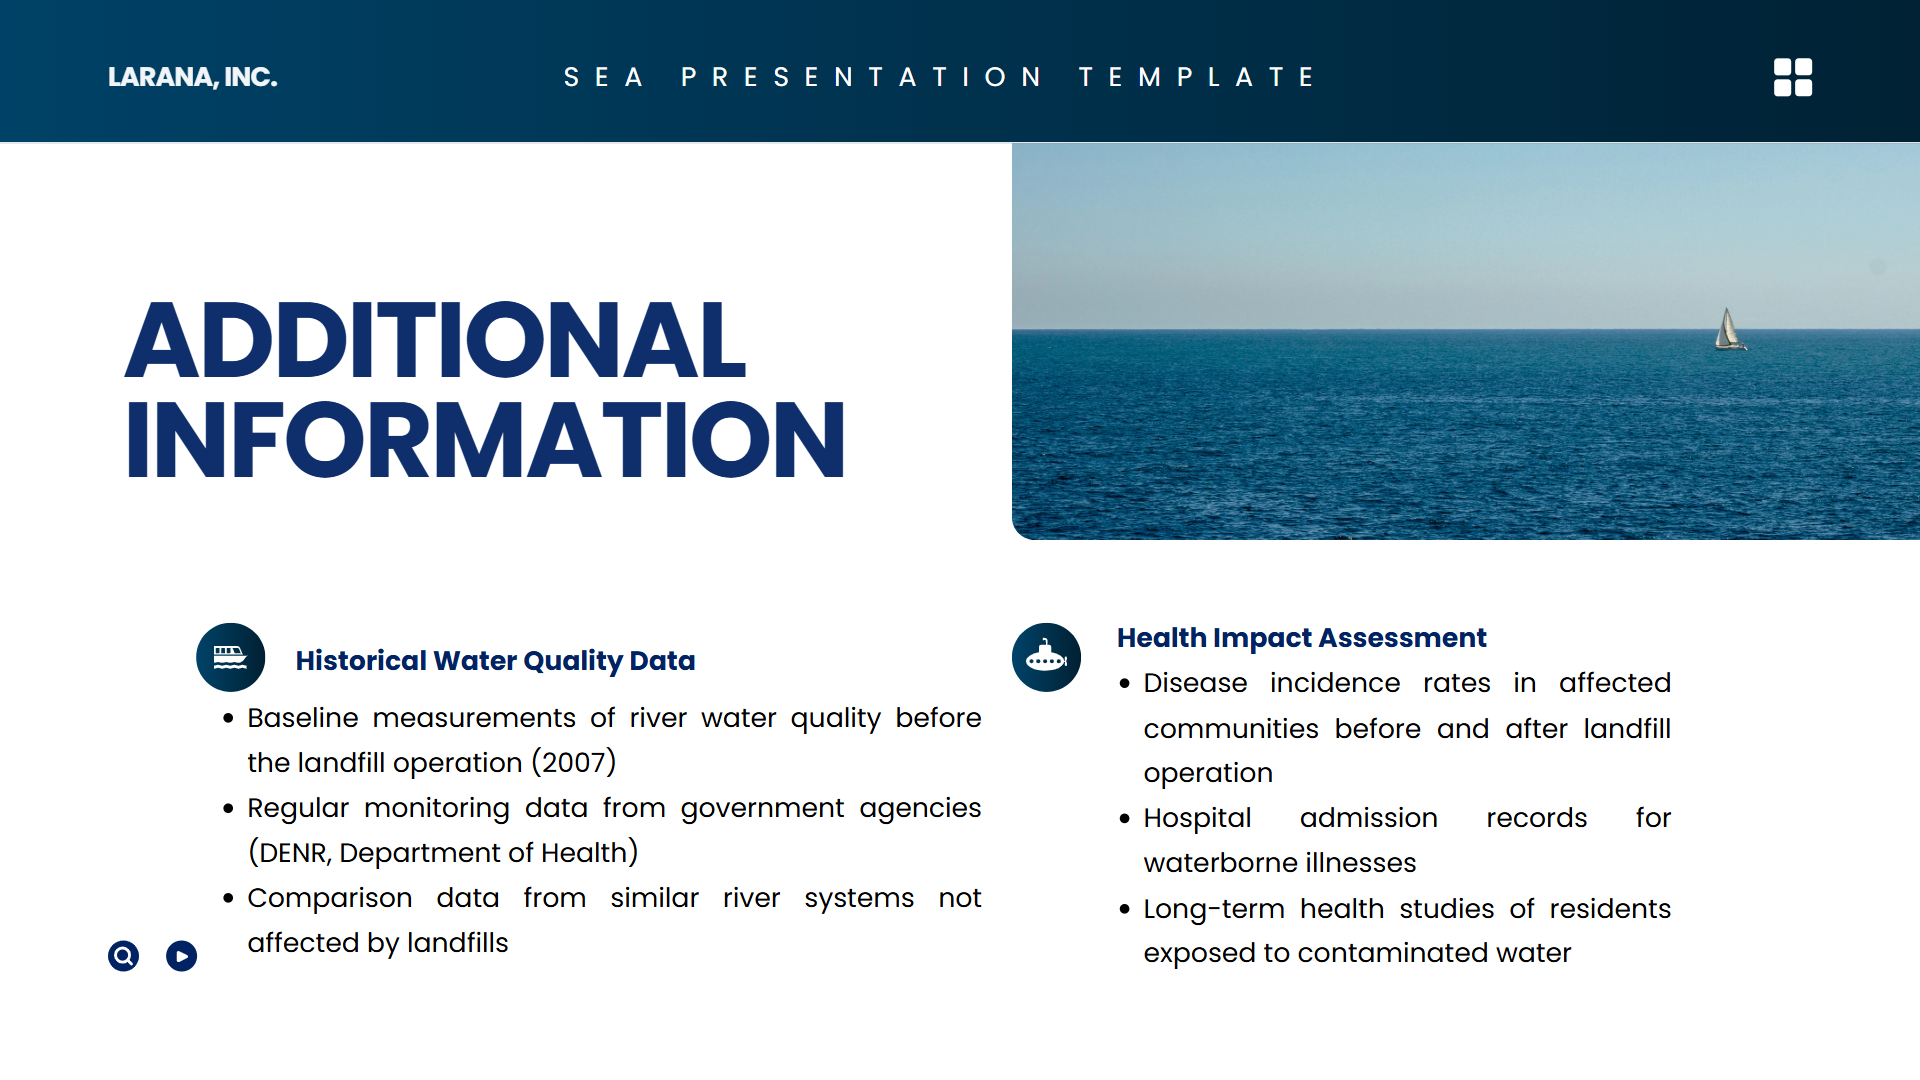 LARANA, INC.
SEA PRESENTATION TEMPLATE
ADDITIONAL
INFORMATION
Historical Water Quality Data
• Baseline measurements of river water quality before
the landfill operation (2007)
• Regular monitoring data from government agencies
(DENR, Department of Health)
• Comparison data from similar river systems not
affected by landfills
Health Impact Assessment
• Disease incidence rates in affected
communities before and after landfill
operation
• Hospital admission records for
waterborne illnesses
• Long-term health studies of residents
exposed to contaminated water